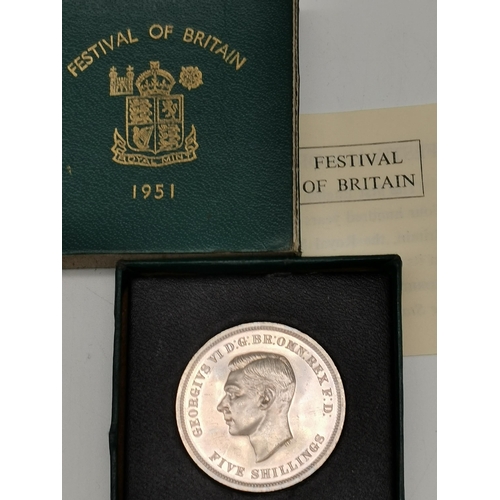 FESTIVAL OF BRITAIN
ROYAL MINT
1951
FESTIVAL
OF BRITAIN
GEORGIVS VI D:G:BR:OMN:REX F:D:
FIVE SHILLINGS